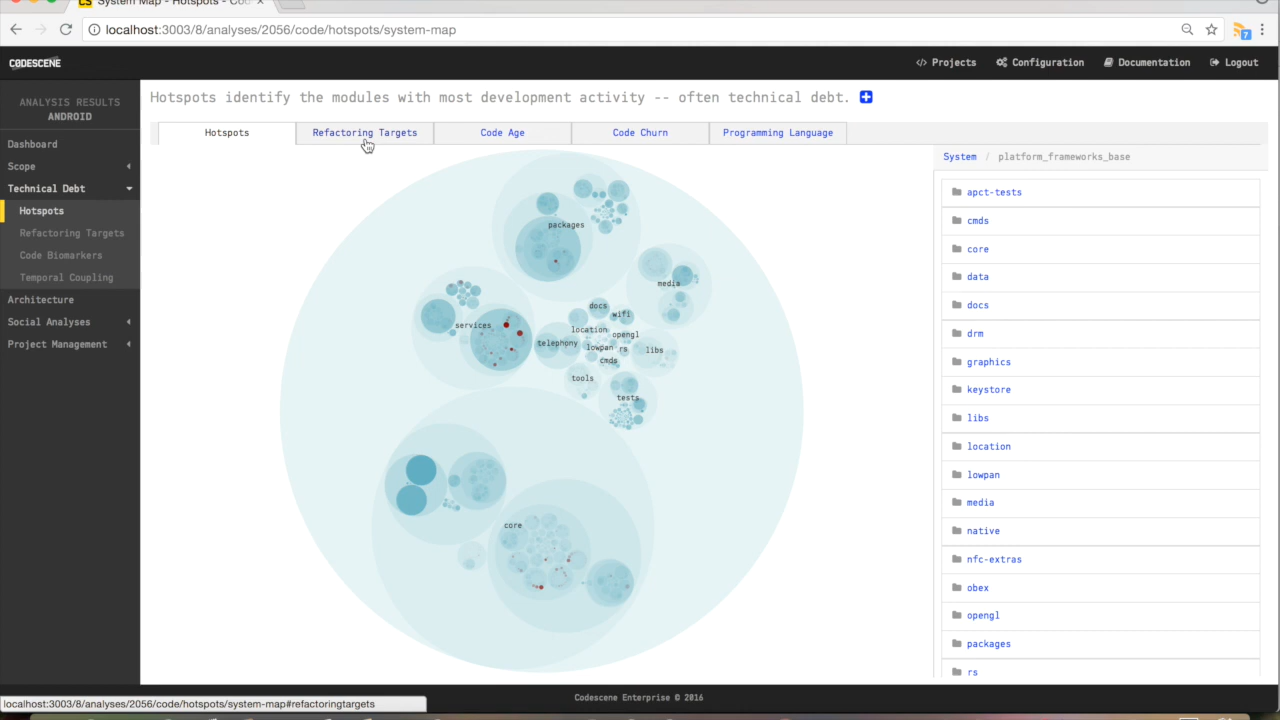 System Map - Hotspots - Cod
localhost:3003/8/analyses/2056/code/hotspots/system-map
7
CODESCENE
Projects
Configuration
Documentation
Logout
ANALYSIS RESULTS
ANDROID
Dashboard
Scope
Technical Debt
Hotspots
Refactoring Targets
Code Biomarkers
Temporal Coupling
Architecture
Social Analyses
Project Management
Hotspots identify the modules with most development activity -- often technical debt.
Hotspots
Refactoring Targets
Code Age
Code Churn
Programming Language
packages
media
docs
wifi
services
location
opengl
telephony
lowpan
rs
libs
cmds
tools
tests
core
System / platform_frameworks_base
apct-tests
cmds
core
data
docs
drm
graphics
keystore
libs
location
lowpan
media
native
nfc-extras
obex
opengl
packages
rs
localhost:3003/8/analyses/2056/code/hotspots/system-map#refactoringtargets
Codescene Enterprise © 2016